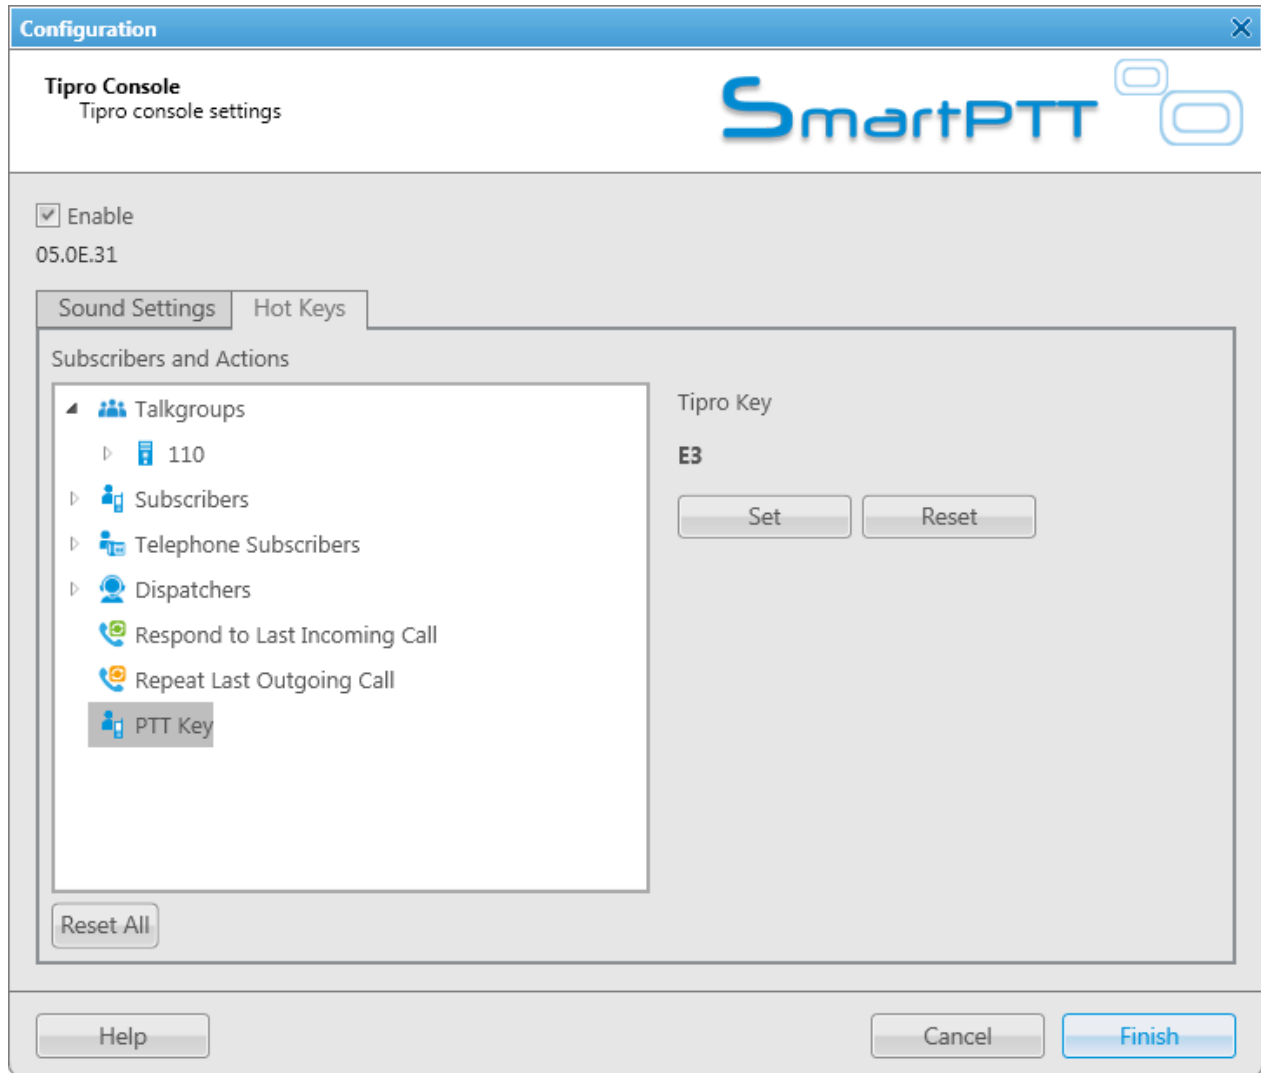 Configuration
Tipro Console
Tipro console settings
SmartPTT
Enable
05.0E.31
Sound Settings
Hot Keys
Subscribers and Actions
Talkgroups
110
Subscribers
Telephone Subscribers
Dispatchers
Respond to Last Incoming Call
Repeat Last Outgoing Call
PTT Key
Tipro Key
E3
Set
Reset
Reset All
Help
Cancel
Finish